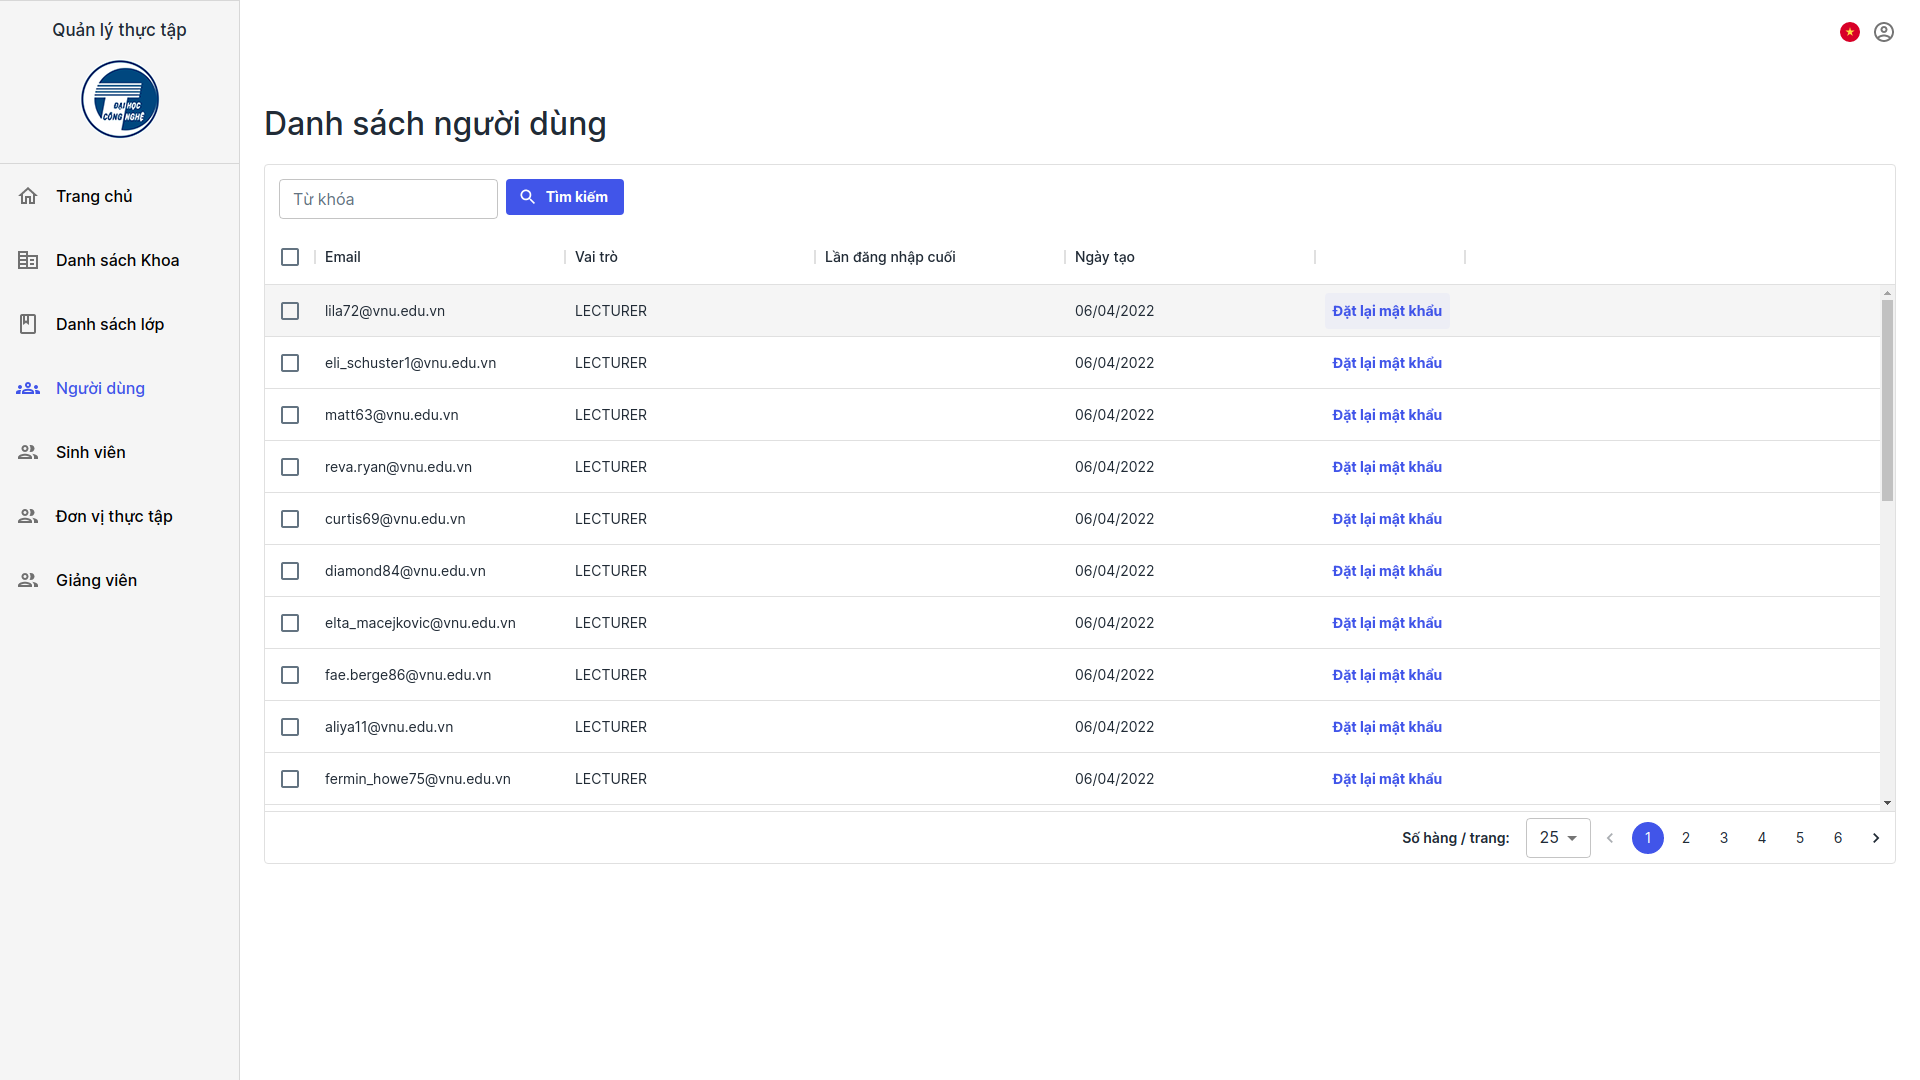 Quản lý thực tập
ĐẠI HỌC
CÔNG NGHỆ
Trang chủ
Danh sách Khoa
Danh sách lớp
Người dùng
Sinh viên
Đơn vị thực tập
Giảng viên
Danh sách người dùng
Từ khóa
Tìm kiếm
Email Vai trò Lần đăng nhập cuối Ngày tạo
lila72@vnu.edu.vn LECTURER 06/04/2022 Đặt lại mật khẩu
eli_schuster1@vnu.edu.vn LECTURER 06/04/2022 Đặt lại mật khẩu
matt63@vnu.edu.vn LECTURER 06/04/2022 Đặt lại mật khẩu
reva.ryan@vnu.edu.vn LECTURER 06/04/2022 Đặt lại mật khẩu
curtis69@vnu.edu.vn LECTURER 06/04/2022 Đặt lại mật khẩu
diamond84@vnu.edu.vn LECTURER 06/04/2022 Đặt lại mật khẩu
elta_macejkovic@vnu.edu.vn LECTURER 06/04/2022 Đặt lại mật khẩu
fae.berge86@vnu.edu.vn LECTURER 06/04/2022 Đặt lại mật khẩu
aliya11@vnu.edu.vn LECTURER 06/04/2022 Đặt lại mật khẩu
fermin_howe75@vnu.edu.vn LECTURER 06/04/2022 Đặt lại mật khẩu
Số hàng / trang: 25 1 2 3 4 5 6